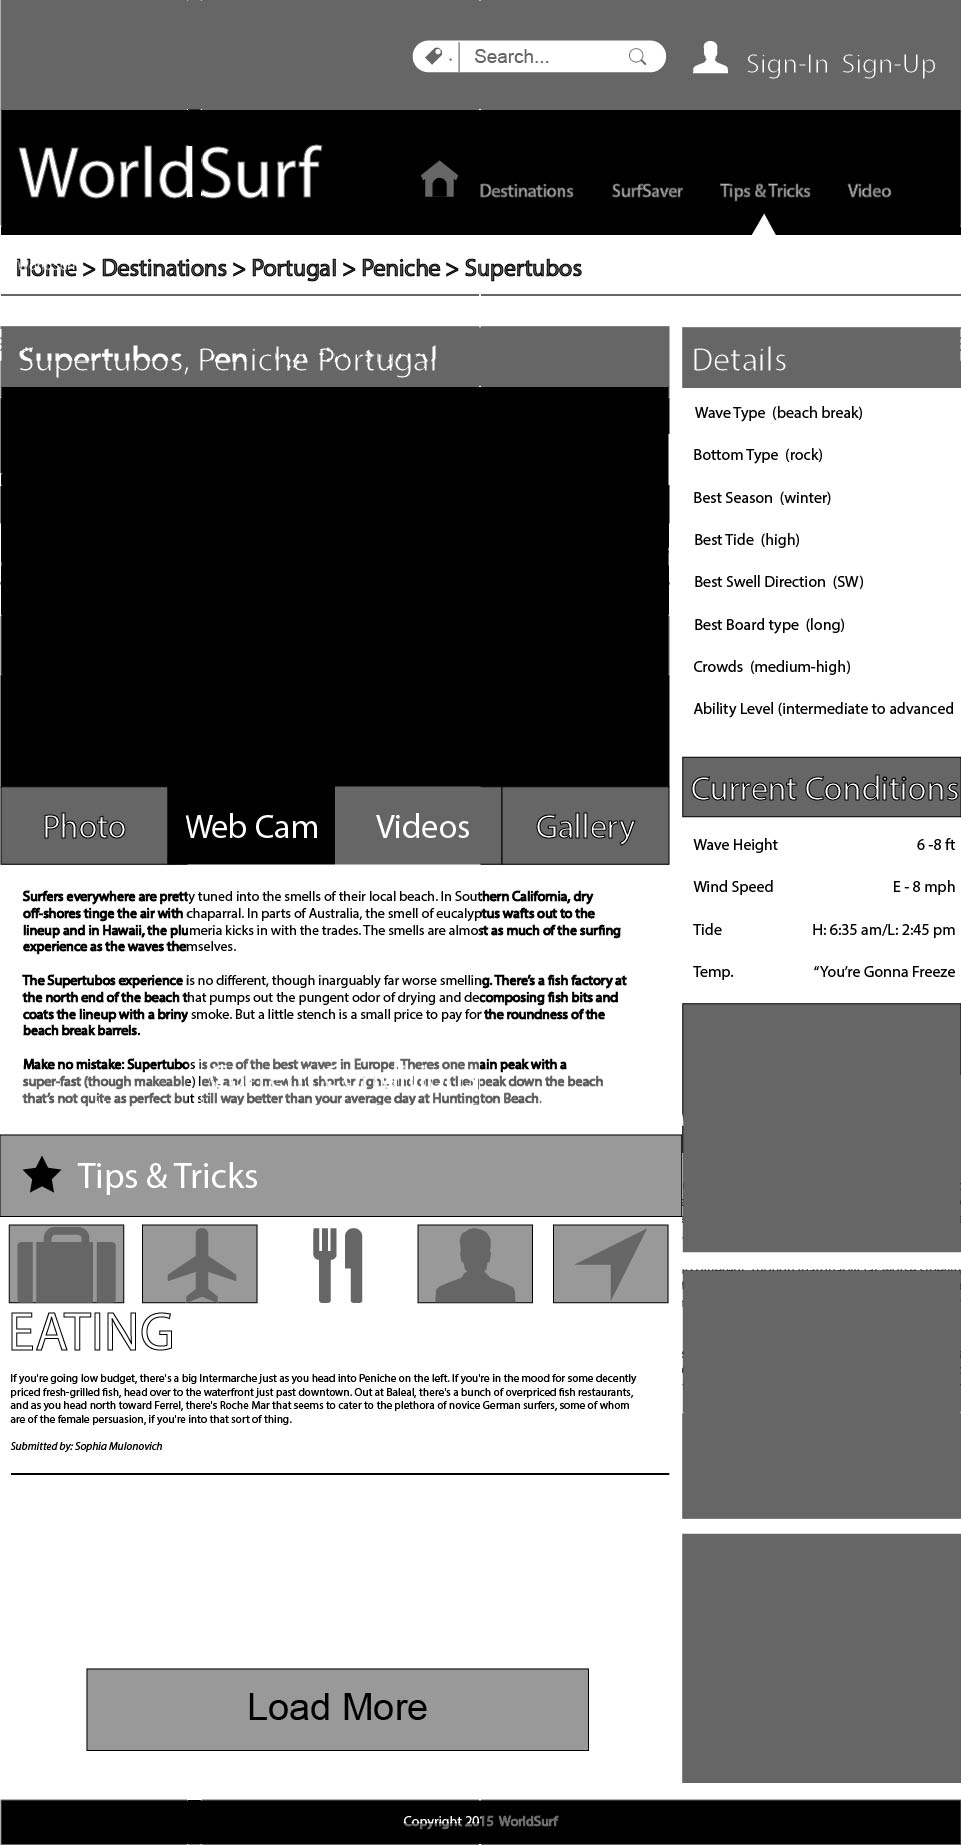 Search...
Sign-In Sign-Up
WorldSurf
Destinations SurfSaver Tips & Tricks Video
Home > Destinations > Portugal > Peniche > Supertubos
Supertubos, Peniche Portugal
Details
Wave Type (beach break)
Bottom Type (rock)
Best Season (winter)
Best Tide (high)
Best Swell Direction (SW)
Best Board type (long)
Crowds (medium-high)
Ability Level (intermediate to advanced
Photo Web Cam Videos Gallery
Current Conditions
Wave Height 6 -8 ft
Wind Speed E - 8 mph
Tide H: 6:35 am/L: 2:45 pm
Temp. “You’re Gonna Freeze
Surfers everywhere are pretty tuned into the smells of their local beach. In Southern California, dry
off-shores tinge the air with chaparral. In parts of Australia, the smell of eucalyptus wafts out to the
lineup and in Hawaii, the plumeria kicks in with the trades. The smells are almost as much of the surfing
experience as the waves themselves.
The Supertubos experience is no different, though inarguably far worse smelling. There’s a fish factory at
the north end of the beach that pumps out the pungent odor of drying and decomposing fish bits and
coats the lineup with a briny smoke. But a little stench is a small price to pay for the roundness of the
beach break barrels.
Make no mistake: Supertubos is one of the best waves in Europe. Theres one main peak with a
super-fast (though makeable) left and somewhat shorter right and over peak down the beach
that’s not quite as perfect but still way better than your average day at Huntington Beach.
Tips & Tricks
EATING
If you're going low budget, there's a big Intermarche just as you head into Peniche on the left. If you're in the mood for some decently
priced fresh-grilled fish, head over to the waterfront just past downtown. Out at Baleal, there's a bunch of overpriced fish restaurants,
and as you head north toward Ferrel, there's Roche Mar that seems to cater to the plethora of novice German surfers, some of whom
are of the female persuasion, if you're into that sort of thing.
Submitted by: Sophia Mulonovich
Load More
Copyright 2015 WorldSurf